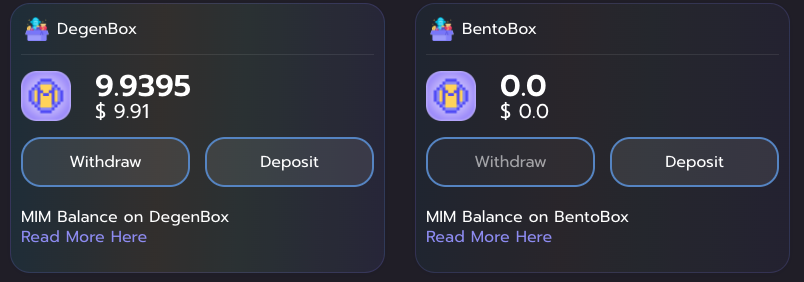 DegenBox
9.9395
$ 9.91
Withdraw
Deposit
MIM Balance on DegenBox
Read More Here
BentoBox
0.0
$ 0.0
Withdraw
Deposit
MIM Balance on BentoBox
Read More Here